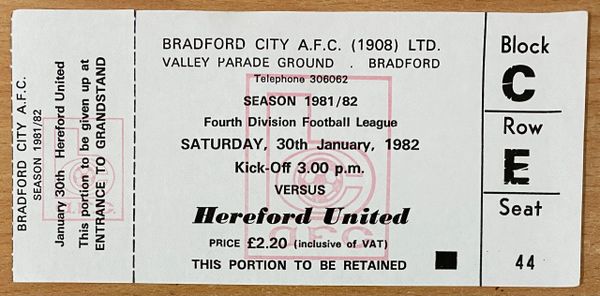 BRADFORD CITY A.F.C.
SEASON 1981/82
January 30th Hereford United
This portion to be given up at
ENTRANCE TO GRANDSTAND
BRADFORD CITY A.F.C. (1908) LTD.
VALLEY PARADE GROUND . BRADFORD
Telephone 306062
SEASON 1981/82
Fourth Division Football League
SATURDAY, 30th January, 1982
Kick-Off 3.00 p.m.
VERSUS
Hereford United
PRICE £2.20 (inclusive of VAT)
THIS PORTION TO BE RETAINED
Block
C
Row
E
Seat
44